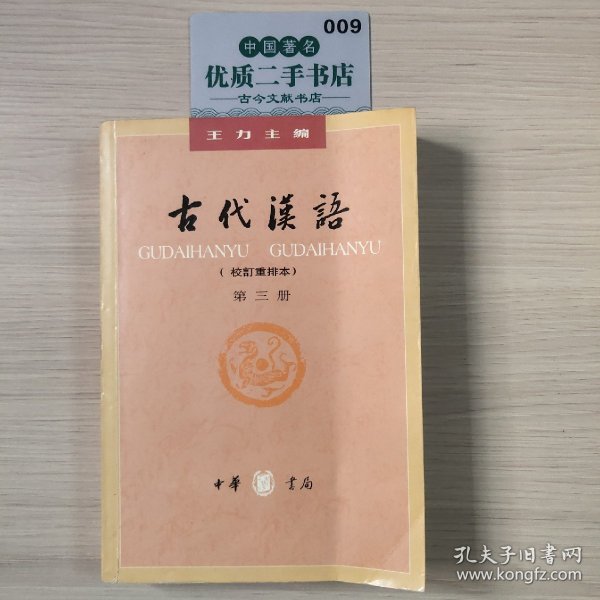 009
中国著名
优质二手书店
古今文献书店
王力主编
古代漢語
GUDAIHANYU GUDAIHANYU
(校訂重排本)
第三册
中華書局
孔夫子旧书网
www.kongfz.com